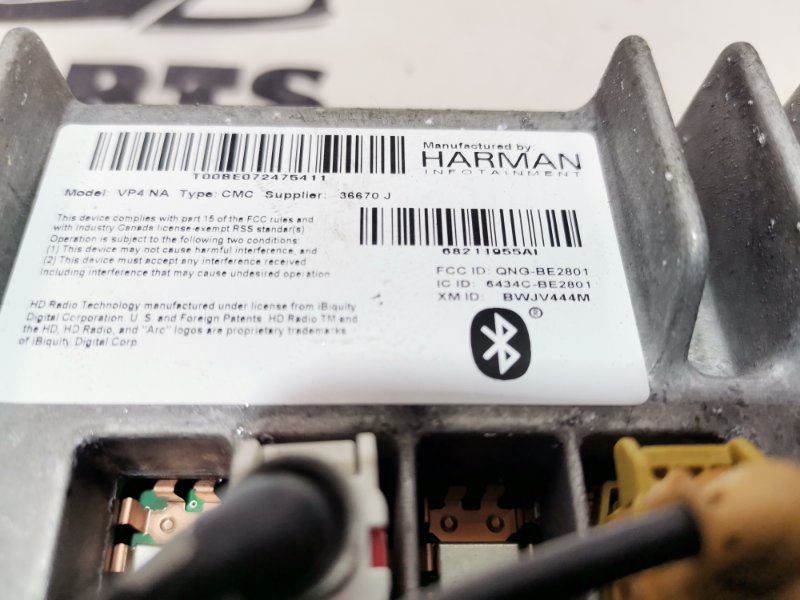 RTS
T00BE072475411
Manufactured by:
HARMAN
INFOTAINMENT
Model: VP4 NA Type: CMC Supplier: 36670 J
68211955AI
This device complies with part 15 of the FCC rules and
with Industry Canada license-exempt RSS standar(s).
Operation is subject to the following two conditions:
(1) This device may not cause harmful interference, and
(2) This device must accept any interference received
Including interference that may cause undesired operation
FCC ID: QNG-BE2801
IC ID: 6434C-BE2801
XM ID: BWJV444M
HD Radio Technology manufactured under license from iBiquity
Digital Corporation. U.S. and Foreign Patents. HD Radio TM and
the HD, HD Radio, and "Arc" logos are proprietary trademarks
of iBiquity Digital Corp.
®